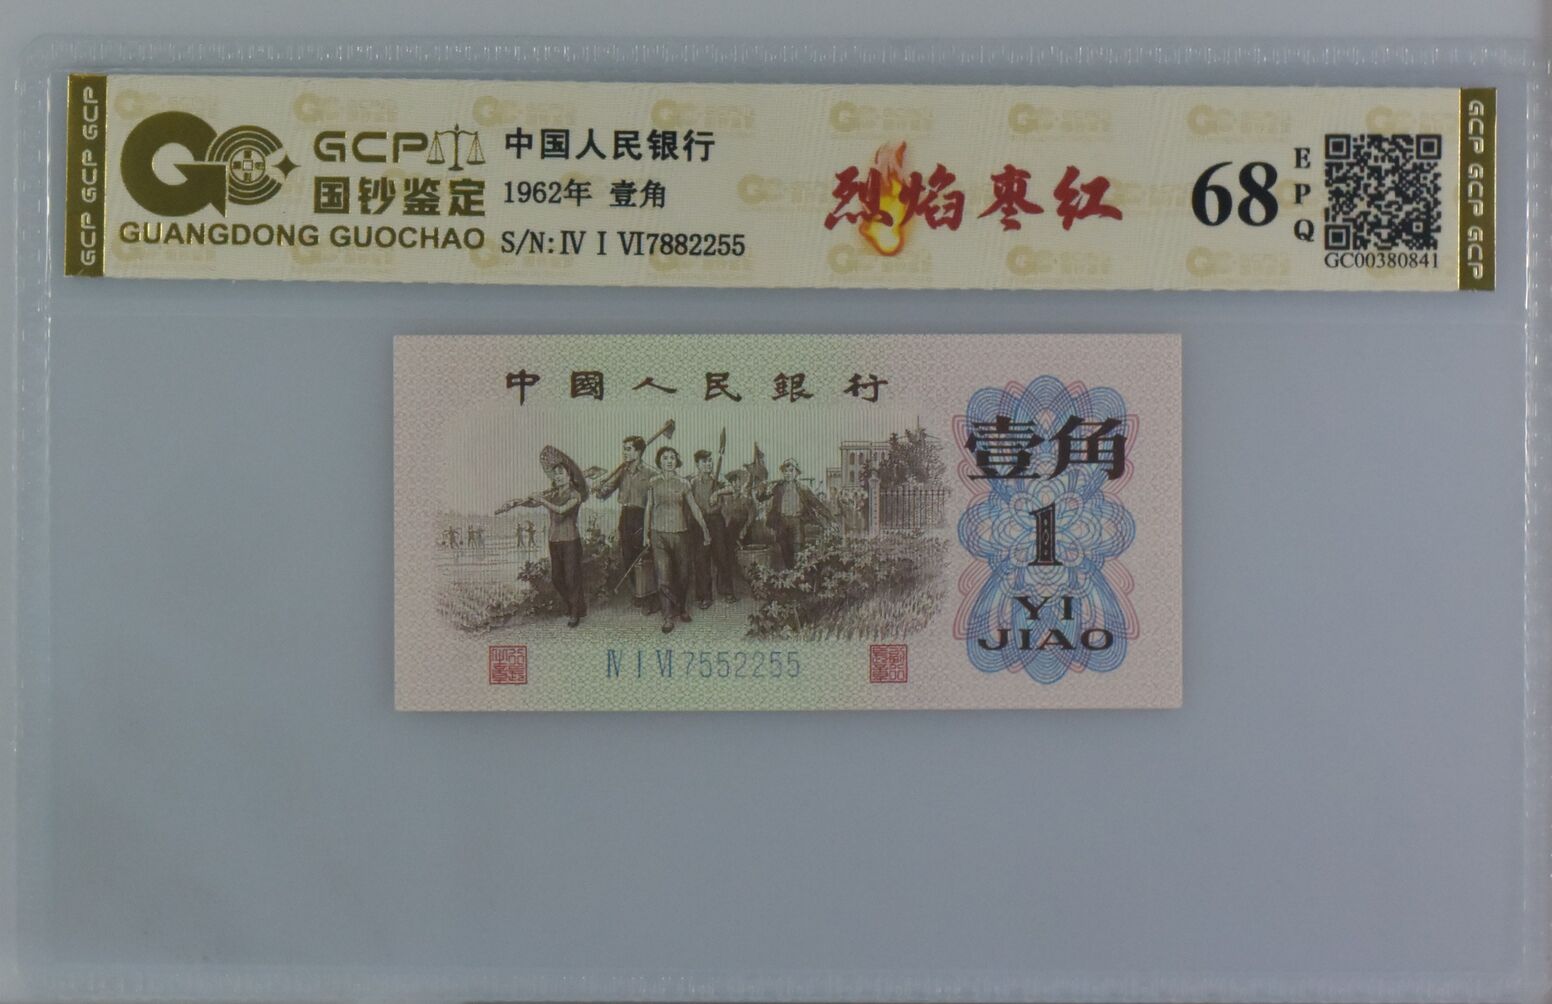 GCP GCP GCP
GCP
国钞鉴定
GUANGDONG GUOCHAO
中国人民银行
1962年 壹角
S/N: Ⅳ Ⅰ Ⅵ7882255
烈焰枣红
68
EPQ
GC00380841
GCP GCP GCP
中國人民銀行
壹角
1
YI
JIAO
Ⅳ Ⅰ Ⅵ 7552255